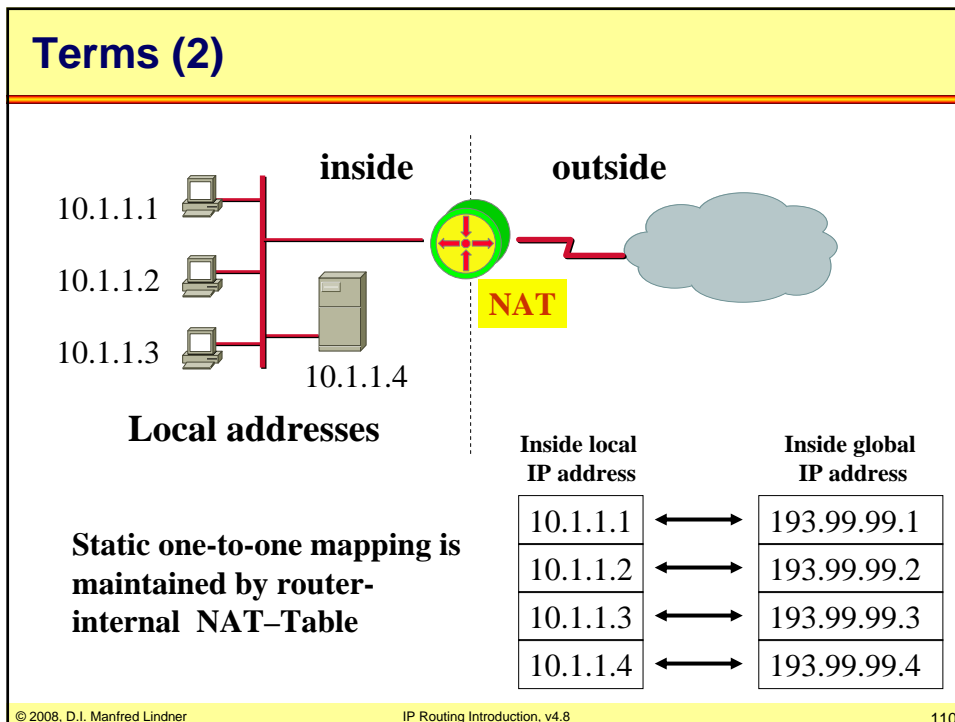 Terms (2)
inside
outside
10.1.1.1
10.1.1.2
NAT
10.1.1.3
10.1.1.4
Local addresses
Inside local
IP address
Inside global
IP address
Static one-to-one mapping is
maintained by router-
internal NAT–Table
10.1.1.1 193.99.99.1
10.1.1.2 193.99.99.2
10.1.1.3 193.99.99.3
10.1.1.4 193.99.99.4
© 2008, D.I. Manfred Lindner
IP Routing Introduction, v4.8
110